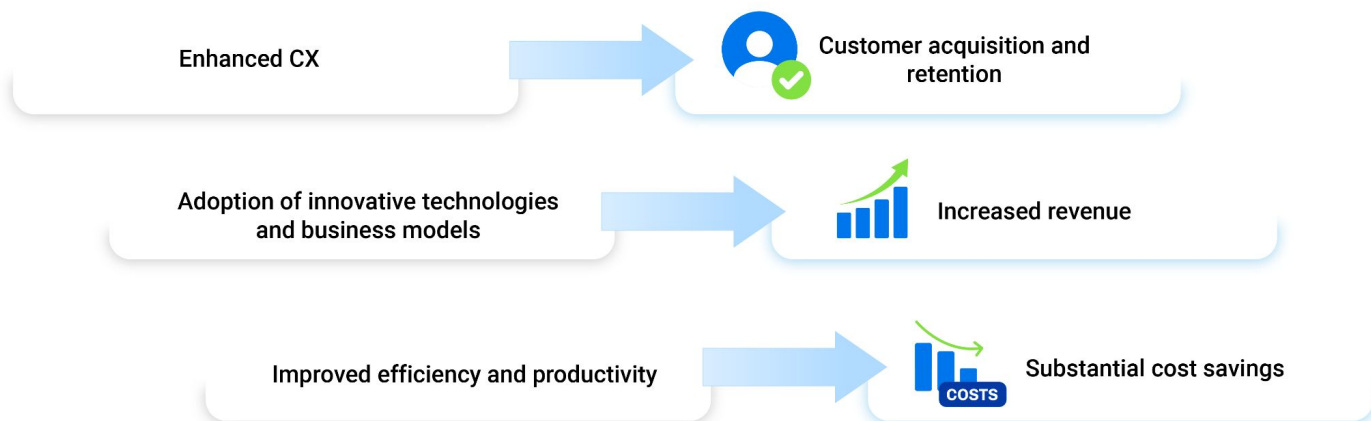 Enhanced CX
Customer acquisition and
retention
Adoption of innovative technologies
and business models
Increased revenue
Improved efficiency and productivity
Substantial cost savings
COSTS